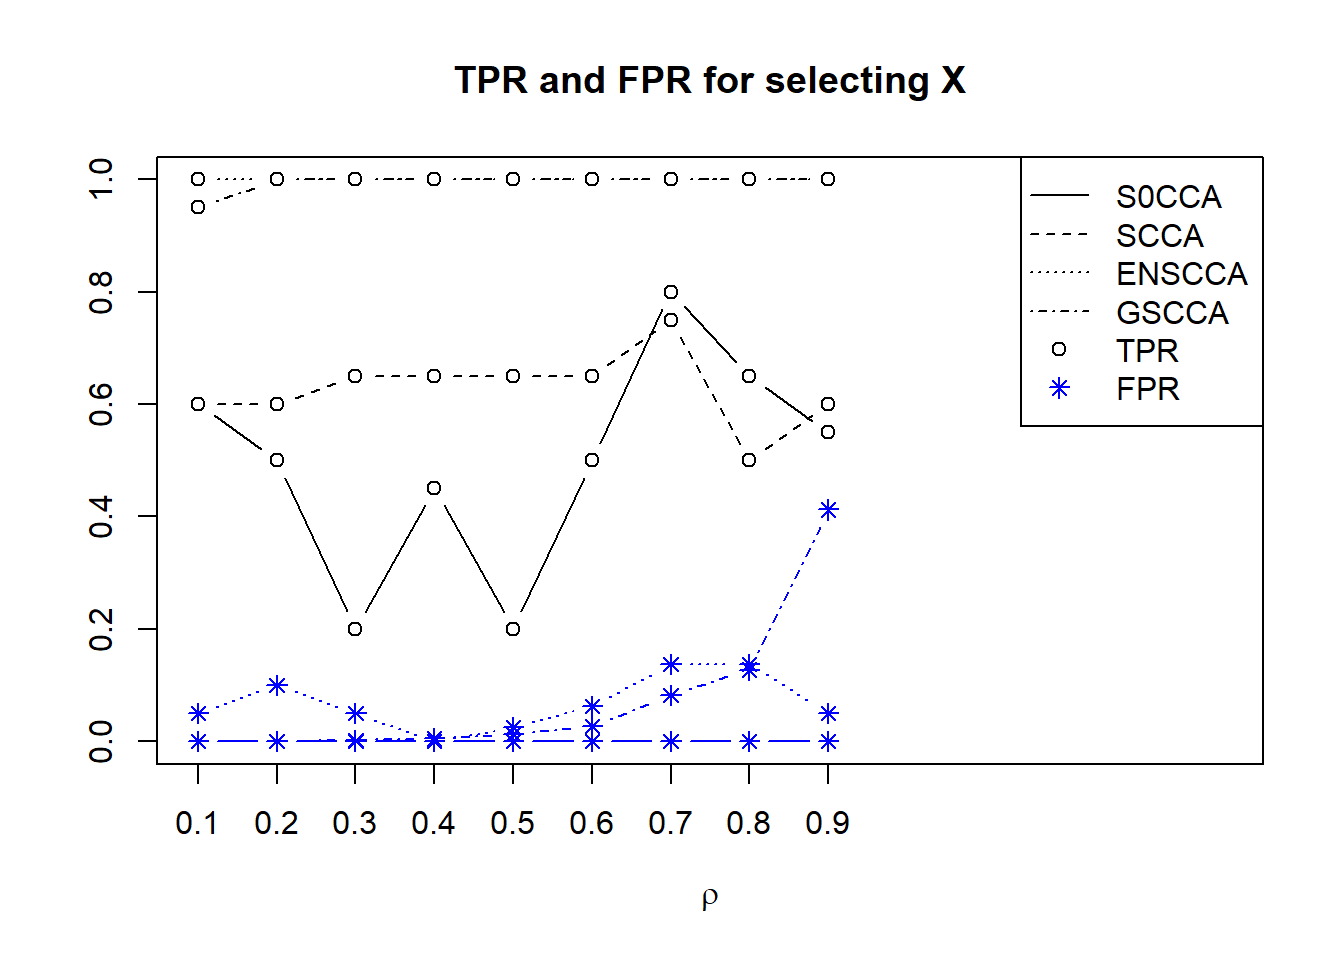 TPR and FPR for selecting X
1.0
0.8
0.6
0.4
0.2
0.0
S0CCA
SCCA
ENSCCA
GSCCA
TPR
FPR
0.1 0.2 0.3 0.4 0.5 0.6 0.7 0.8 0.9
ρ